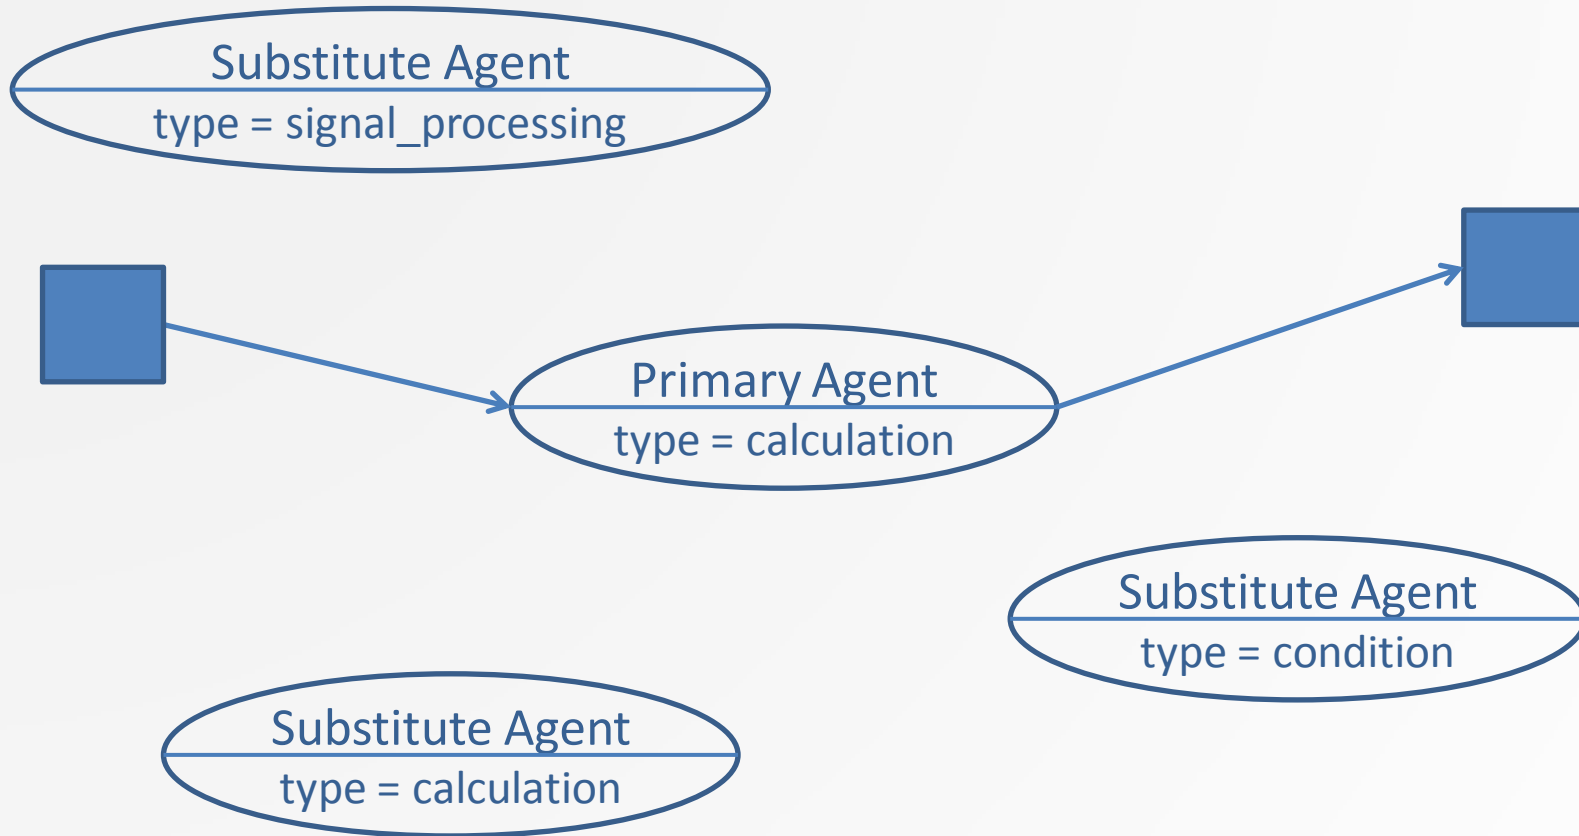 Substitute Agent
type = signal_processing
Primary Agent
type = calculation
Substitute Agent
type = condition
Substitute Agent
type = calculation